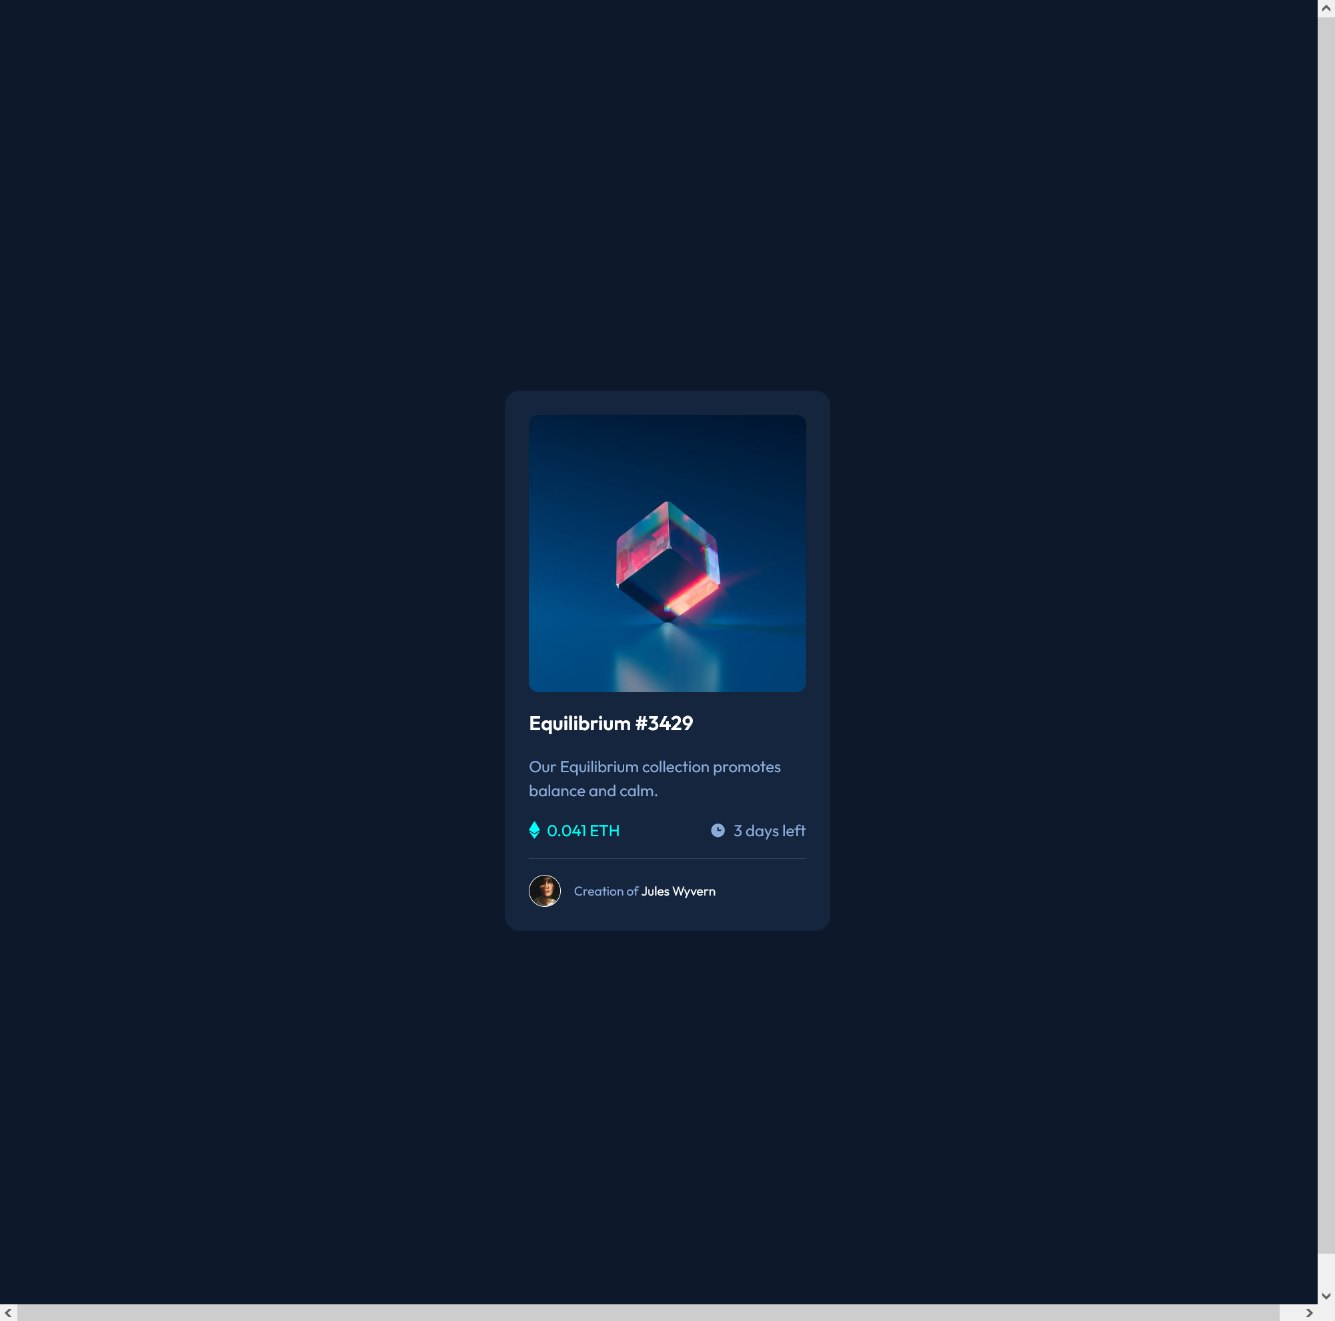 Equilibrium #3429
Our Equilibrium collection promotes
balance and calm.
0.041 ETH
3 days left
Creation of Jules Wyvern